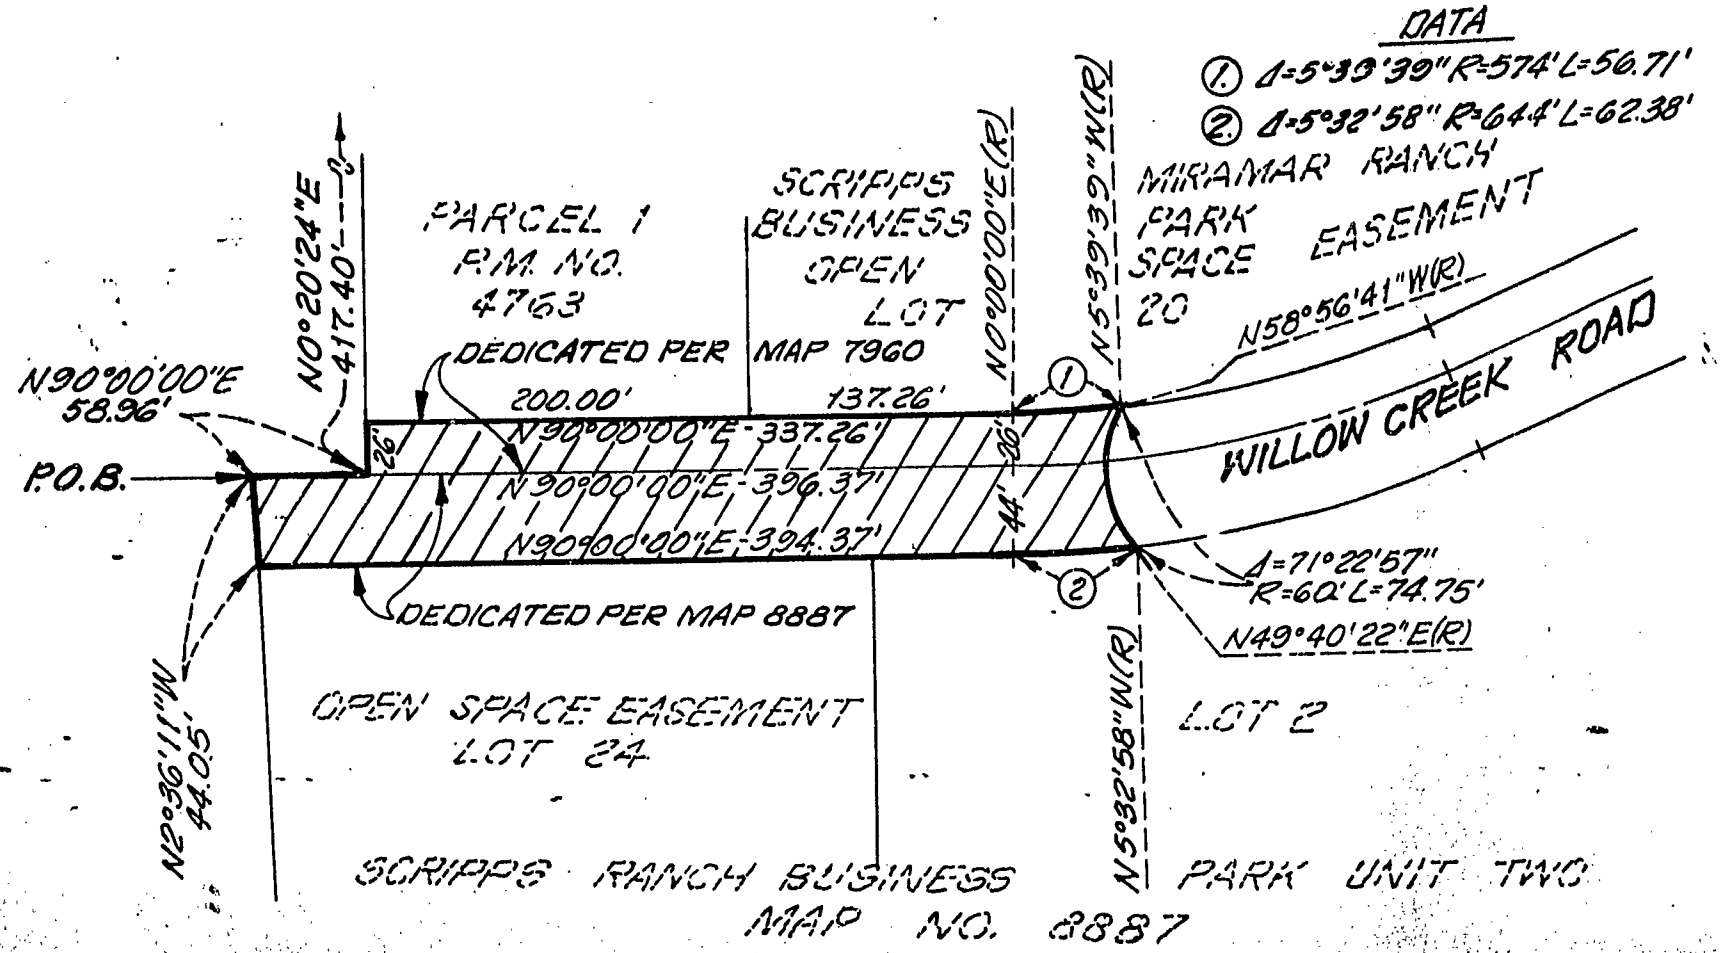 DATA
① Δ=5°39'39" R=574' L=56.71'
② Δ=5°32'58" R=644' L=62.38'
MIRAMAR RANCH
PARK
SPACE EASEMENT
20
SCRIPPS
BUSINESS
OPEN
LOT
PARCEL 1
P.M. NO.
4763
N0°20'24"E
417.40'
N0°00'00"E(R)
N5°39'39"W(R)
N58°56'41"W(R)
WILLOW CREEK ROAD
DEDICATED PER MAP 7960
N90°00'00"E
58.96'
200.00'
137.26'
①
26'
N90°00'00"E-337.26'
26'
P.O.B.
N90°00'00"E-396.37'
44'
N90°00'00"E-394.37'
②
Δ=71°22'57"
R=60' L=74.75'
N49°40'22"E(R)
DEDICATED PER MAP 8887
N2°36'11"W
44.05'
N5°32'58"W(R)
OPEN SPACE EASEMENT
LOT 24
LOT 2
SCRIPPS RANCH BUSINESS PARK UNIT TWO
MAP NO. 8887